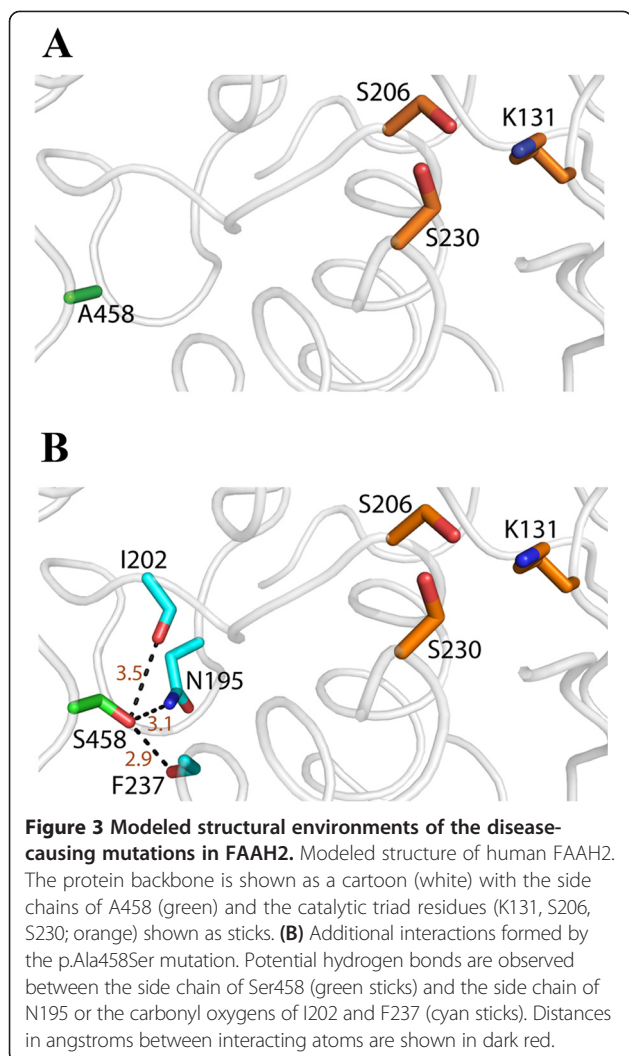 A
S206
K131
S230
A458
B
S206
K131
I202
S230
3.5
N195
S458
3.1
2.9
F237
Figure 3 Modeled structural environments of the disease-
causing mutations in FAAH2. Modeled structure of human FAAH2.
The protein backbone is shown as a cartoon (white) with the side
chains of A458 (green) and the catalytic triad residues (K131, S206,
S230; orange) shown as sticks. (B) Additional interactions formed by
the p.Ala458Ser mutation. Potential hydrogen bonds are observed
between the side chain of Ser458 (green sticks) and the side chain of
N195 or the carbonyl oxygens of I202 and F237 (cyan sticks). Distances
in angstroms between interacting atoms are shown in dark red.